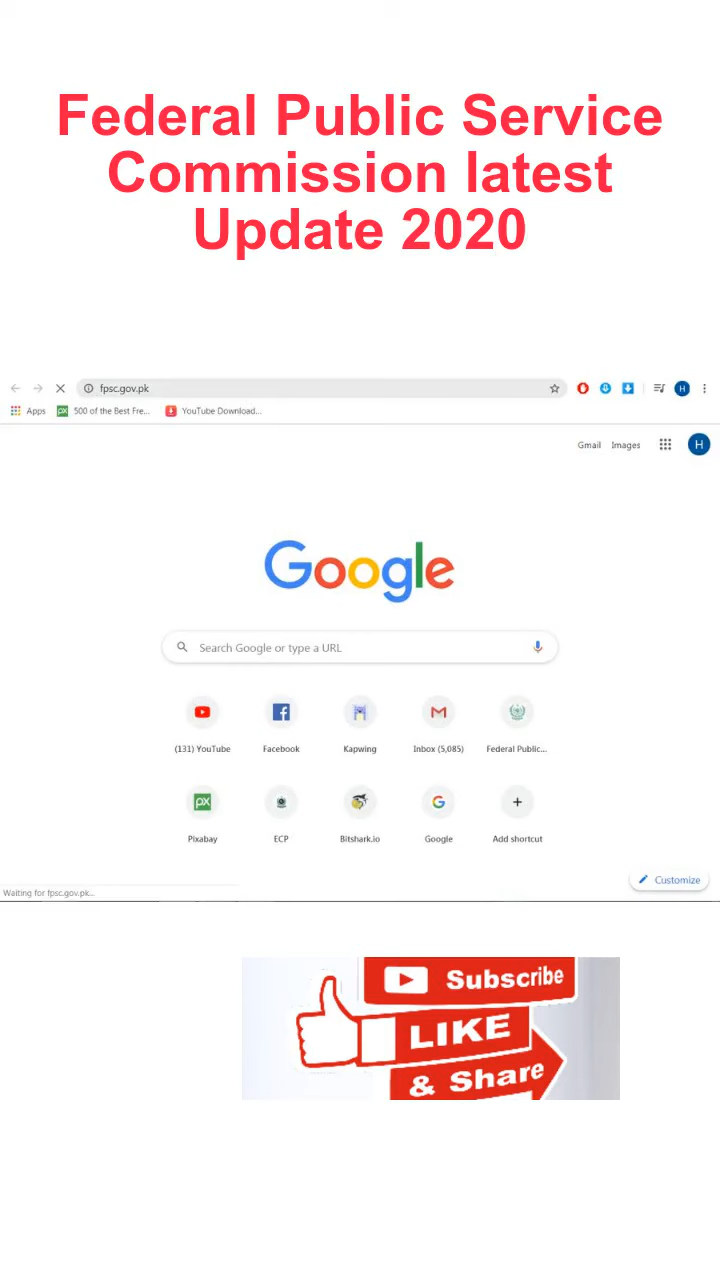 Federal Public Service
Commission latest
Update 2020
fpsc.gov.pk
H
Apps
px
500 of the Best Fre...
YouTube Download...
Gmail
Images
H
Google
Search Google or type a URL
(131) YouTube
Facebook
Kapwing
Inbox (5,085)
Federal Public...
px
Pixabay
ECP
Bitshark.io
Google
Add shortcut
Customize
Waiting for fpsc.gov.pk...
Subscribe
LIKE
& Share